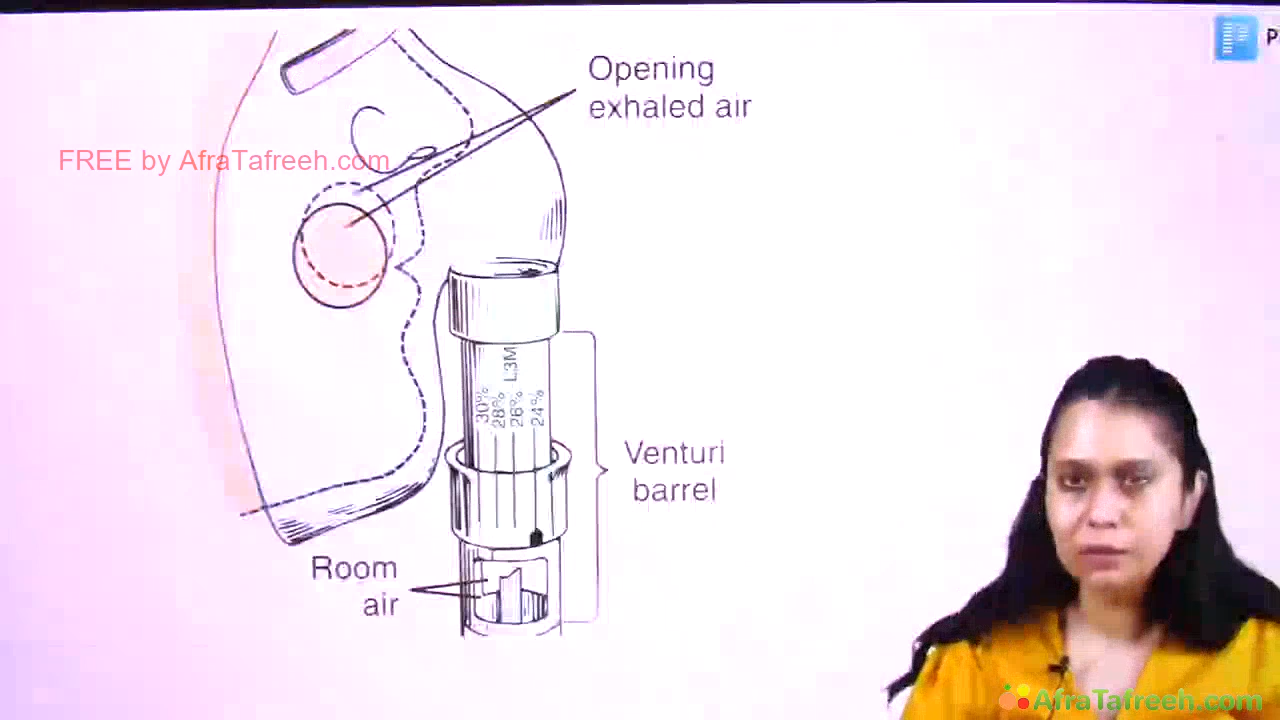 Opening
exhaled air
FREE by AfraTafreeh.com
30%
28%
26%
24%
L:3M
Venturi
barrel
Room
air
P
AfraTafreeh.com